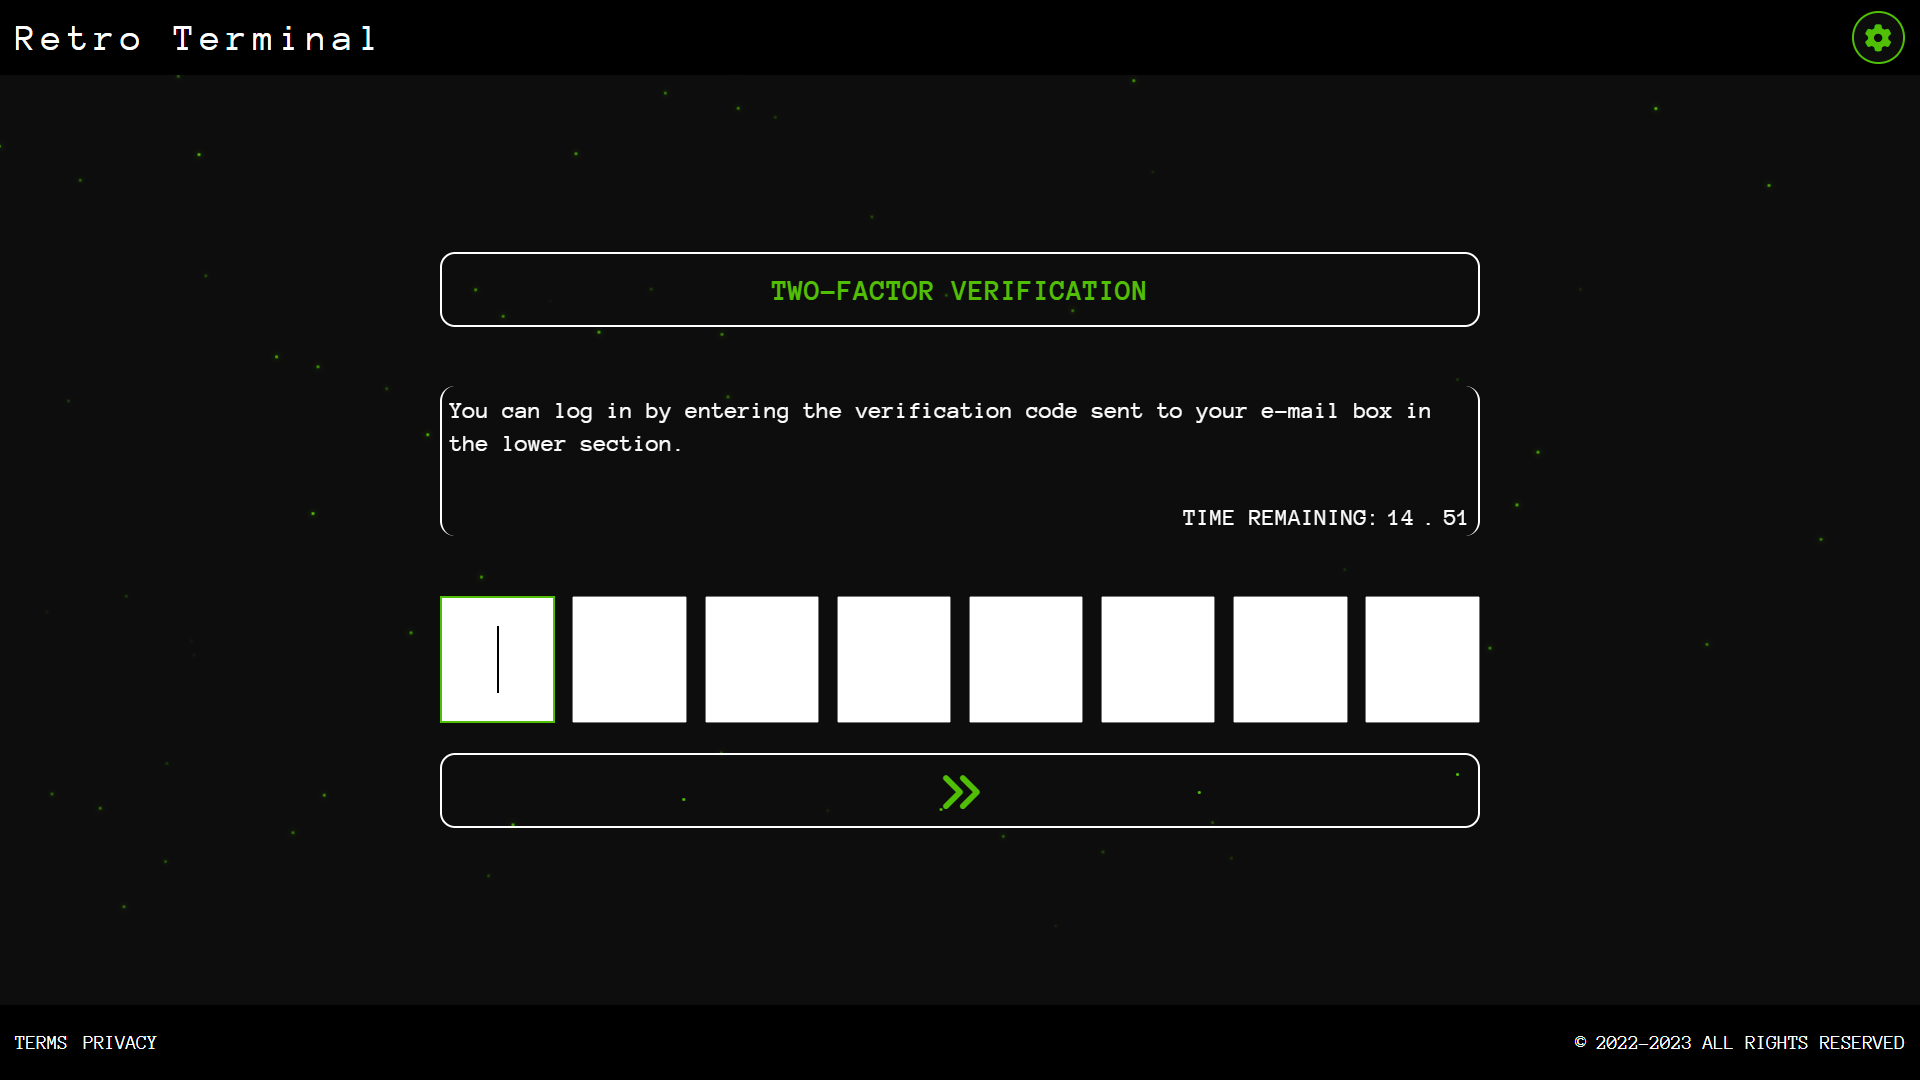 Retro Terminal
TWO-FACTOR VERIFICATION
You can log in by entering the verification code sent to your e-mail box in
the lower section.
TIME REMAINING: 14 . 51
TERMS PRIVACY
© 2022-2023 ALL RIGHTS RESERVED